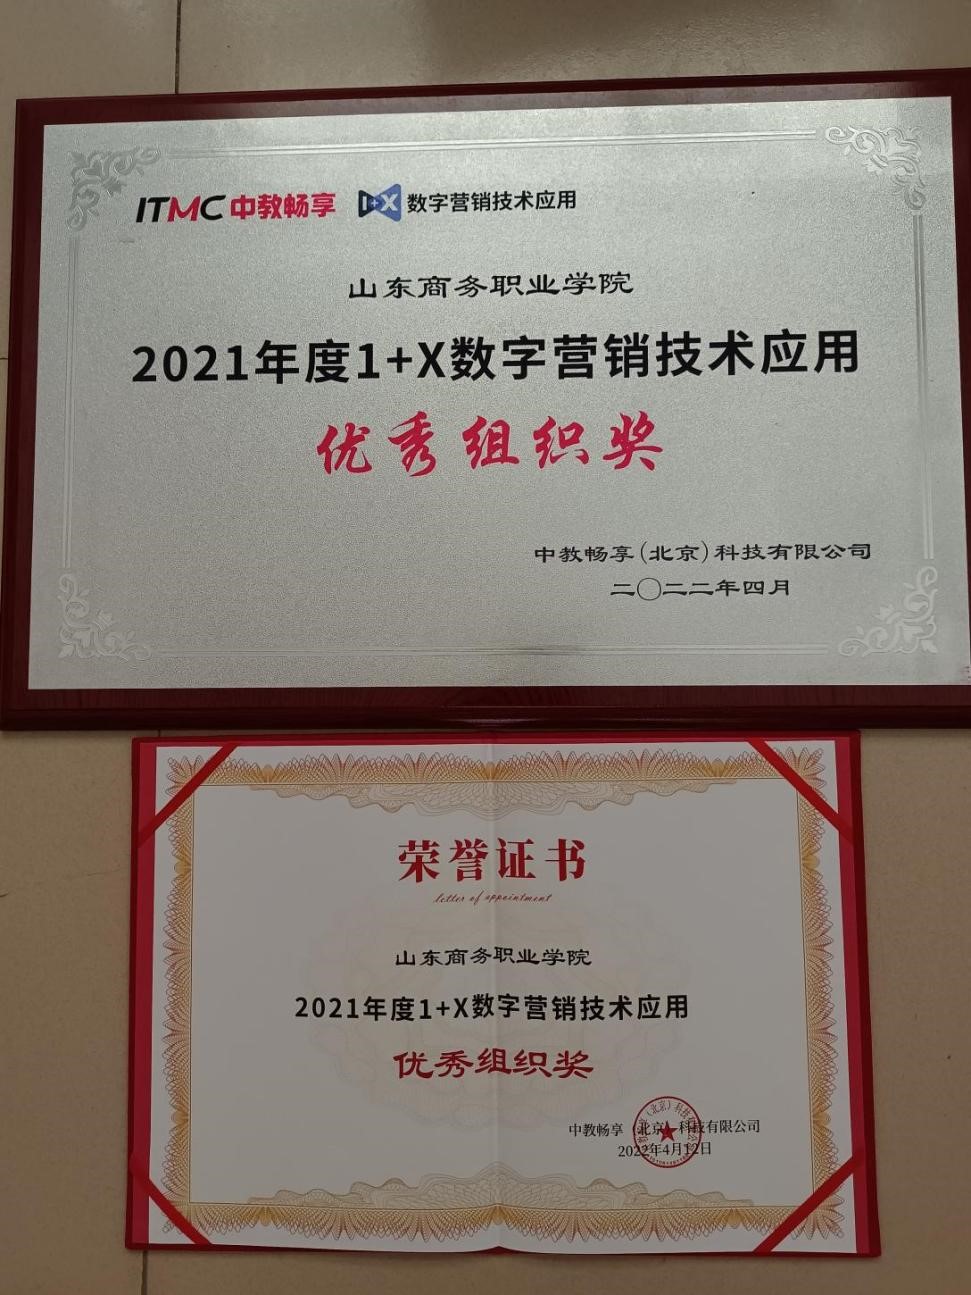 ITMC 中教畅享 1+X 数字营销技术应用
山东商务职业学院
2021年度1+X数字营销技术应用
优秀组织奖
中教畅享(北京)科技有限公司
二〇二二年四月
荣誉证书
letter of appointment
山东商务职业学院
2021年度1+X数字营销技术应用
优秀组织奖
中教畅享（北京）科技有限公司
2022年4月12日